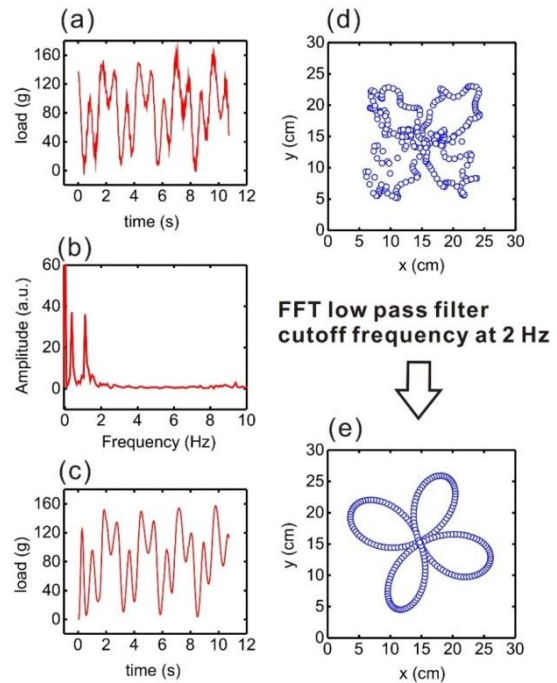 (a)
160
120
80
40
0
load (g)
0 2 4 6 8 10 12
time (s)
(b)
60
40
20
0
Amplitude (a.u.)
0 2 4 6 8 10
Frequency (Hz)
(c)
160
120
80
40
0
load (g)
0 2 4 6 8 10 12
time (s)
(d)
30
25
20
15
10
5
0
y (cm)
0 5 10 15 20 25 30
x (cm)
FFT low pass filter
cutoff frequency at 2 Hz
(e)
30
25
20
15
10
5
0
y (cm)
0 5 10 15 20 25 30
x (cm)